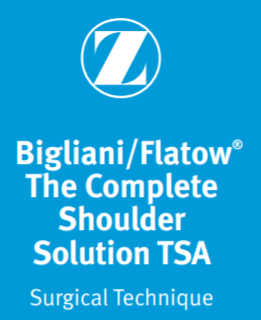 Z
Bigliani/Flatow®
The Complete
Shoulder
Solution TSA
Surgical Technique